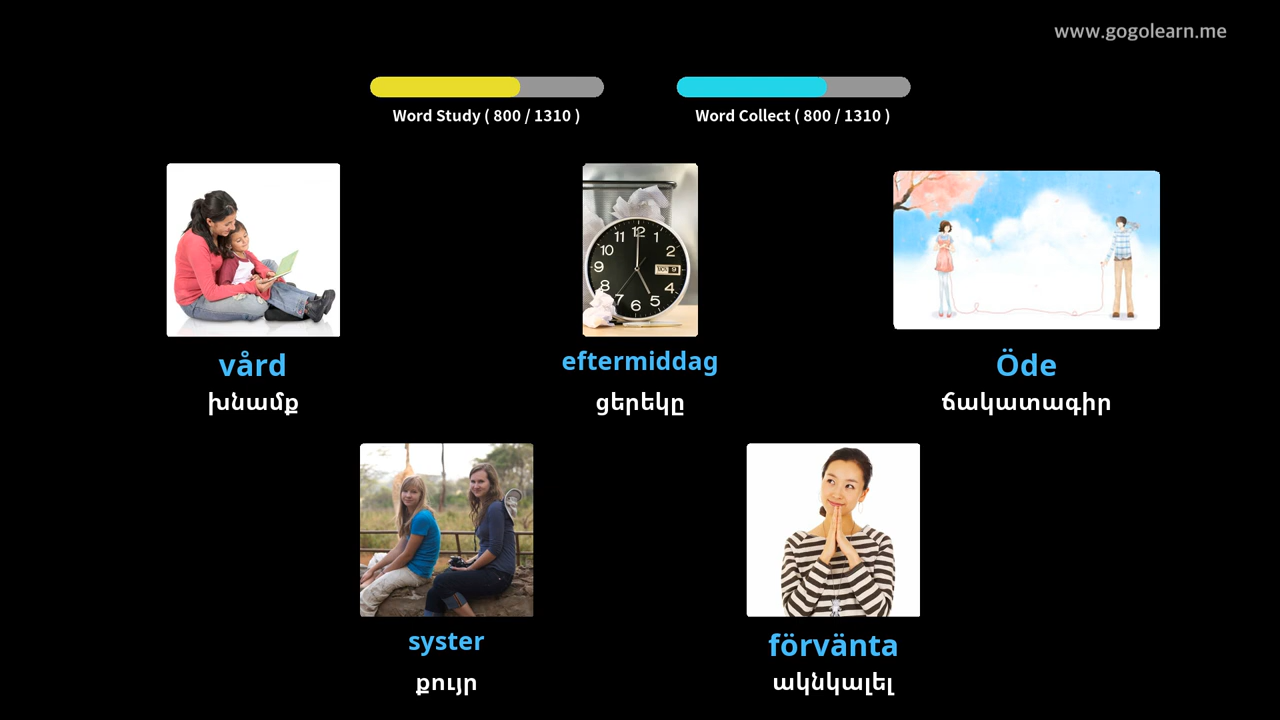 www.gogolearn.me
Word Study ( 800 / 1310 )
Word Collect ( 800 / 1310 )
vård
խնամք
eftermiddag
ցերեկը
Öde
ճակատագիր
syster
քույր
förvänta
ակնկալել